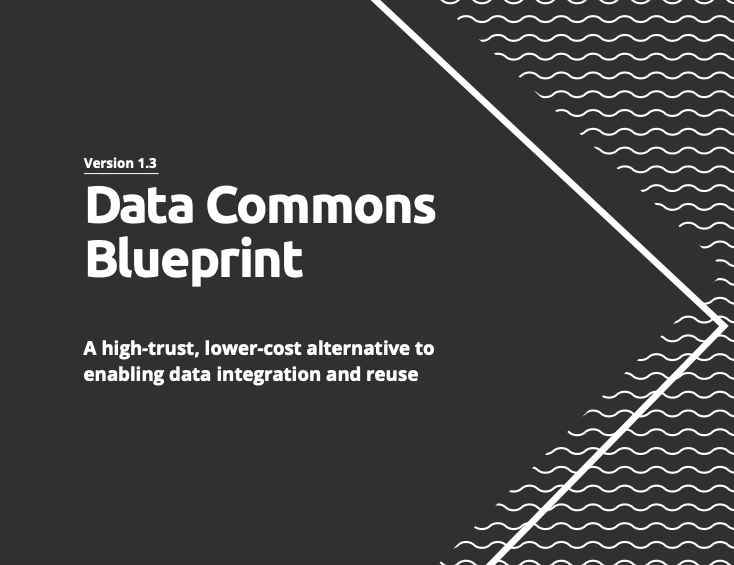 Version 1.3
Data Commons
Blueprint
A high-trust, lower-cost alternative to
enabling data integration and reuse